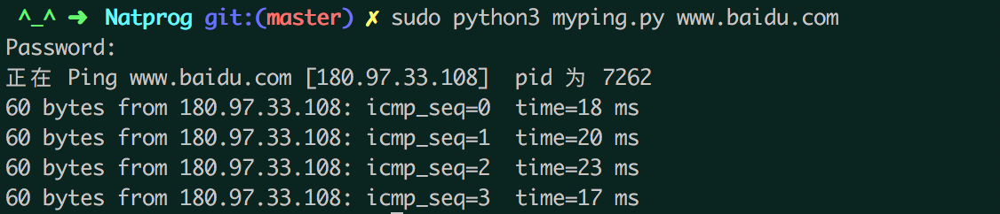 ^_^ ➜ Natprog git:(master) ✗ sudo python3 myping.py www.baidu.com
Password:
正在 Ping www.baidu.com [180.97.33.108]  pid 为 7262
60 bytes from 180.97.33.108: icmp_seq=0  time=18 ms
60 bytes from 180.97.33.108: icmp_seq=1  time=20 ms
60 bytes from 180.97.33.108: icmp_seq=2  time=23 ms
60 bytes from 180.97.33.108: icmp_seq=3  time=17 ms